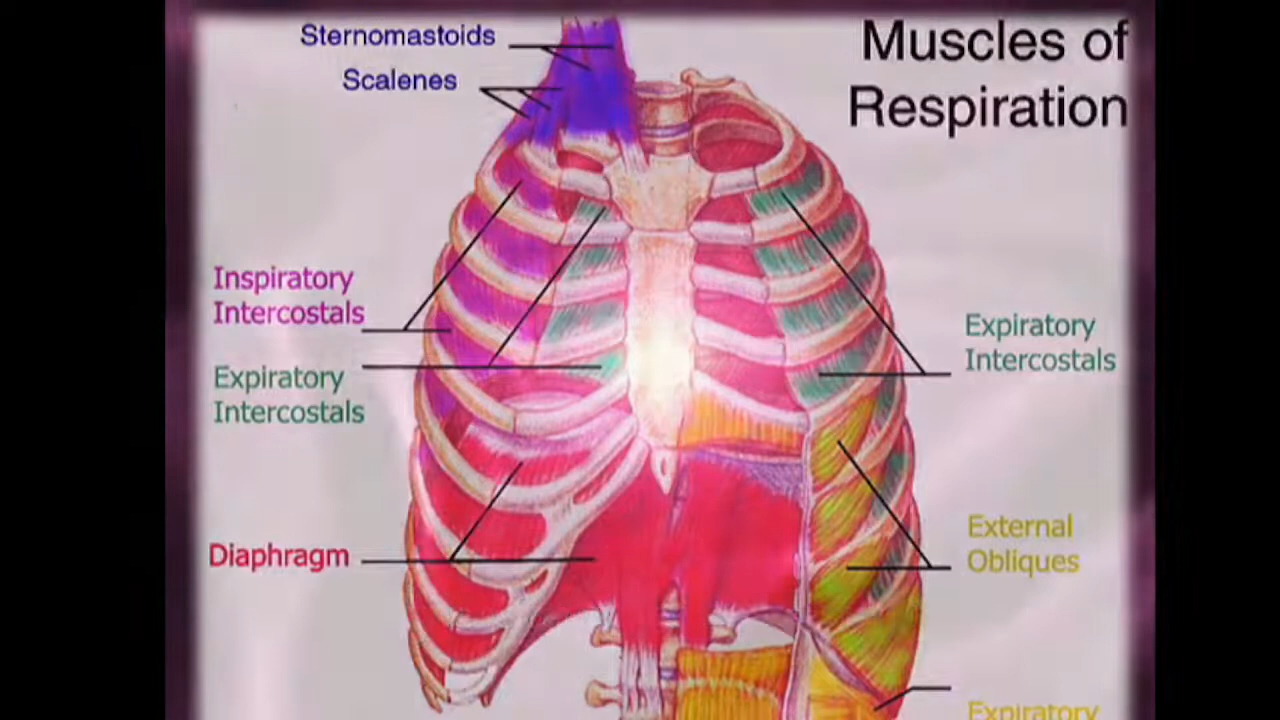 Sternomastoids
Scalenes
Muscles of
Respiration
Inspiratory
Intercostals
Expiratory
Intercostals
Diaphragm
Expiratory
Intercostals
External
Obliques
Expiratory